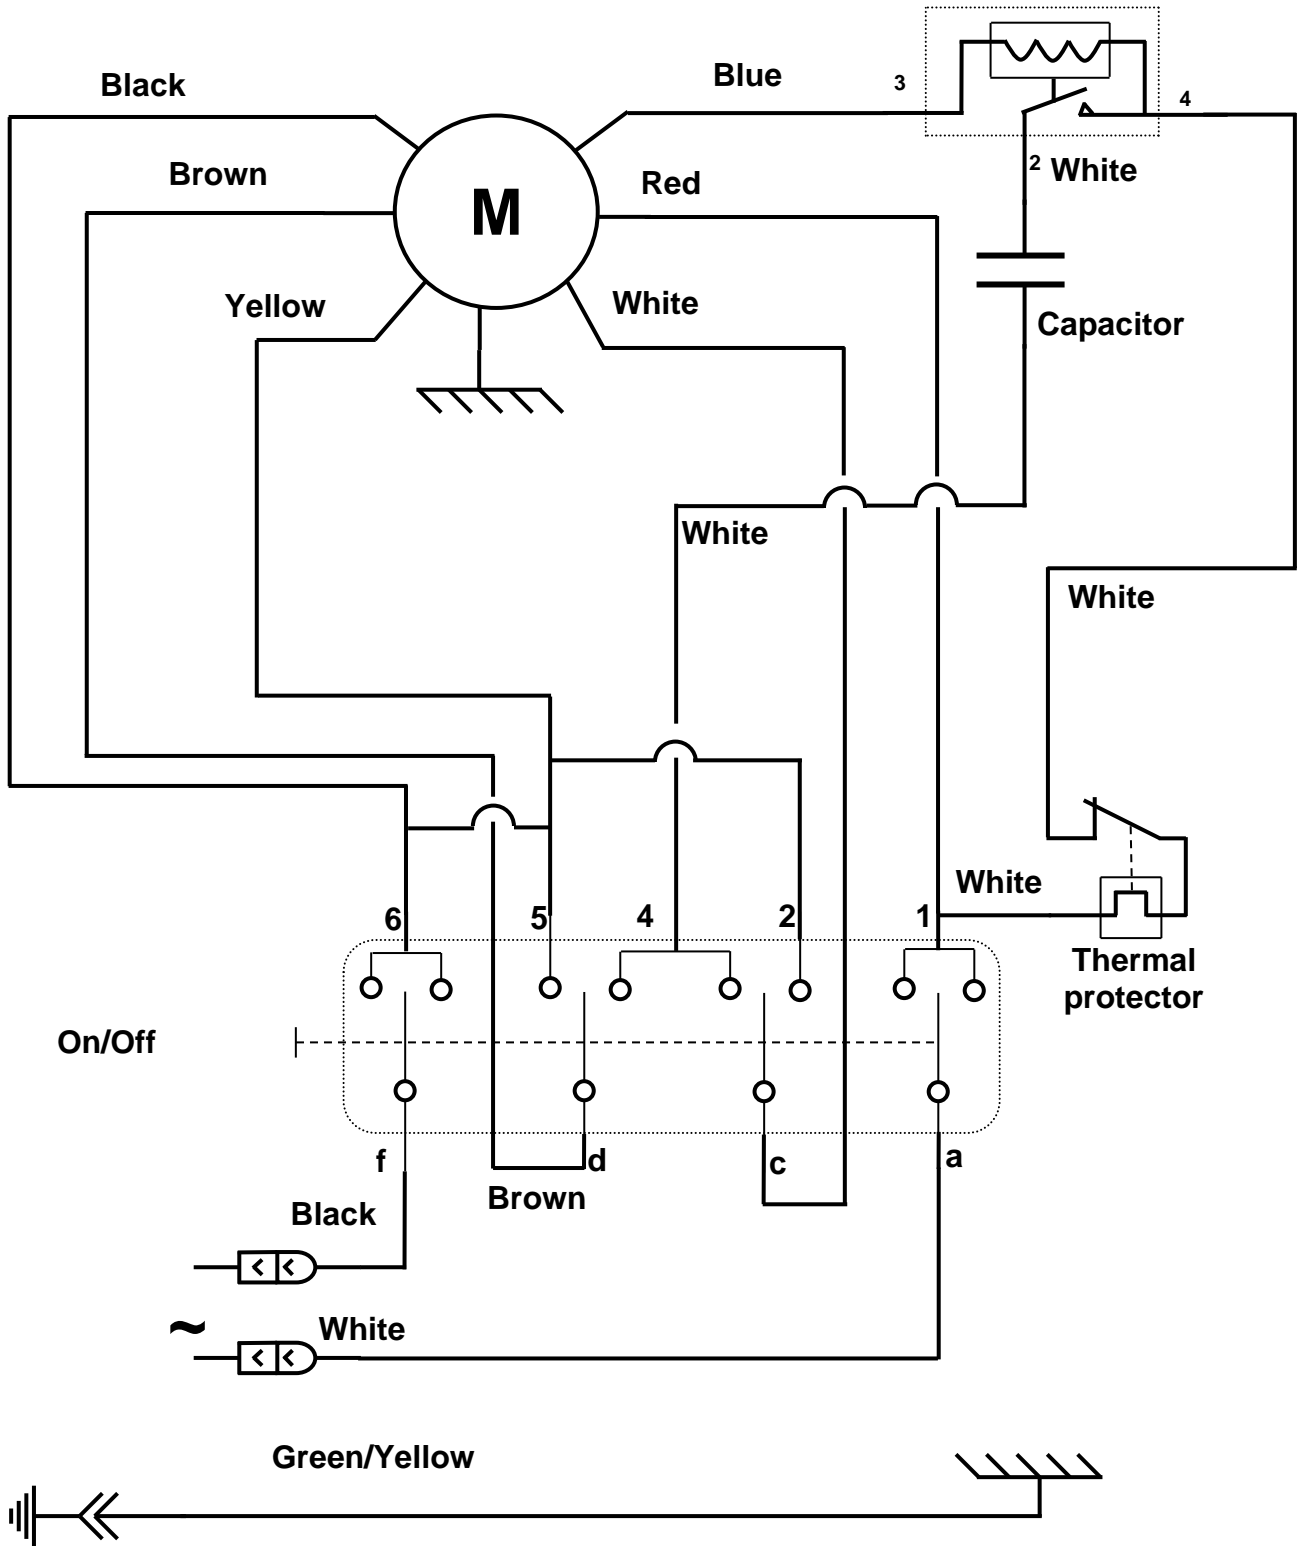 Black
Blue
3
4
Brown
Red
2 White
M
Yellow
White
Capacitor
White
White
White
6
5
4
2
1
Thermal
protector
On/Off
f
d
c
a
Brown
Black
~
White
Green/Yellow